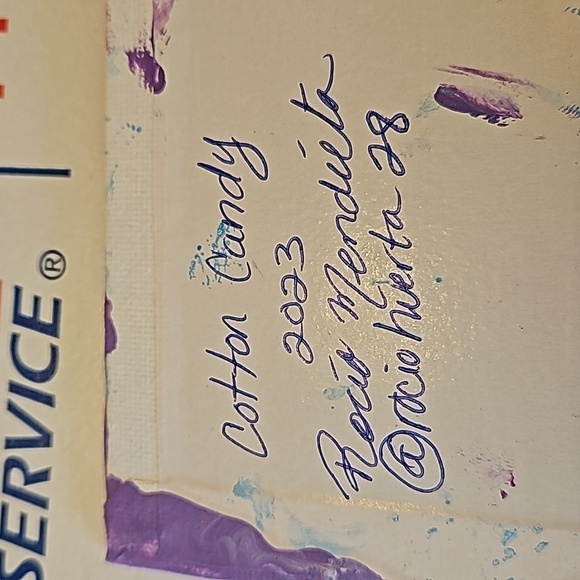 SERVICE®
Cotton Candy
2023
Rocío Mendieta
@rociohuerta28